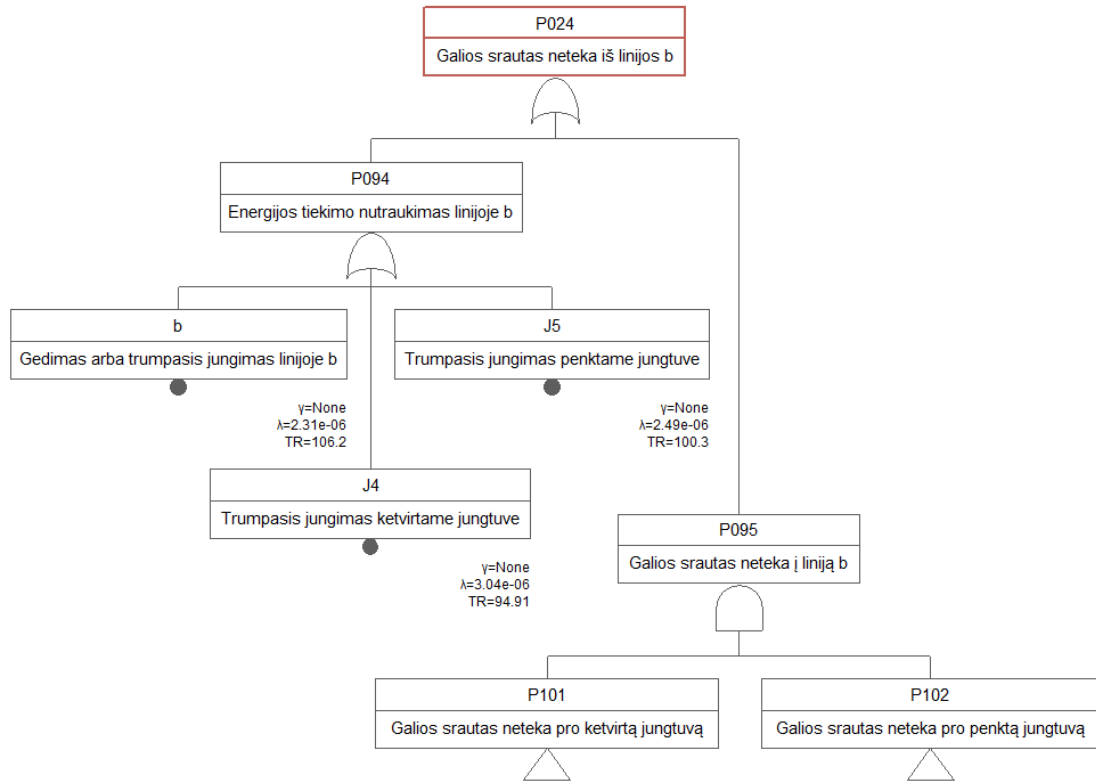 P024
Galios srautas neteka iš linijos b
P094
Energijos tiekimo nutraukimas linijoje b
b
Gedimas arba trumpasis jungimas linijoje b
J5
Trumpasis jungimas penktame jungtuve
γ=None
λ=2.31e-06
TR=106.2
γ=None
λ=2.49e-06
TR=100.3
J4
Trumpasis jungimas ketvirtame jungtuve
γ=None
λ=3.04e-06
TR=94.91
P095
Galios srautas neteka į liniją b
P101
Galios srautas neteka pro ketvirtą jungtuvą
P102
Galios srautas neteka pro penktą jungtuvą